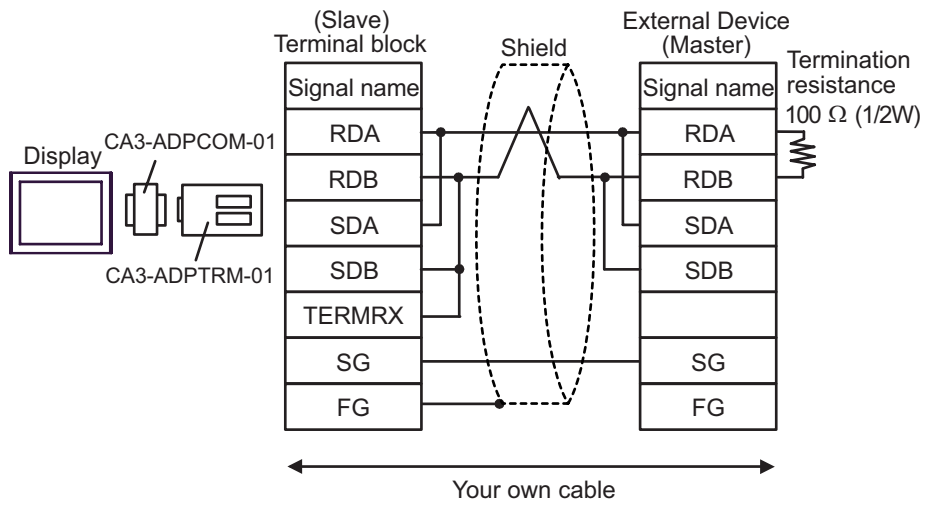 (Slave)
Terminal block
Shield
External Device
(Master)
Termination
resistance
100 Ω (1/2W)
Display
CA3-ADPCOM-01
CA3-ADPTRM-01
Signal name
RDA
RDB
SDA
SDB
TERMRX
SG
FG
Signal name
RDA
RDB
SDA
SDB
SG
FG
Your own cable